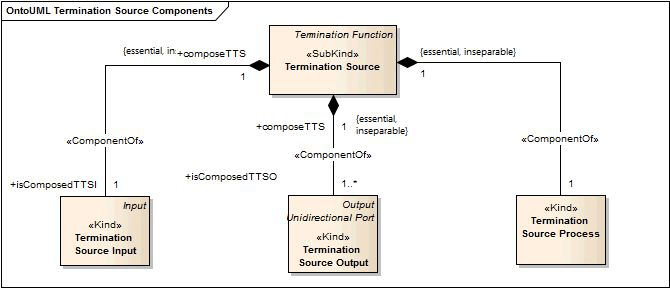 OntoUML Termination Source Components
Termination Function
«SubKind»
Termination Source
{essential, in
+composeTTS
1
{essential, inseparable}
1
+composeTTS
1
{essential,
inseparable}
«ComponentOf»
«ComponentOf»
«ComponentOf»
+isComposedTTSI
1
+isComposedTTSO
1..*
1
Input
«Kind»
Termination
Source Input
Output
Unidirectional Port
«Kind»
Termination
Source Output
«Kind»
Termination
Source Process